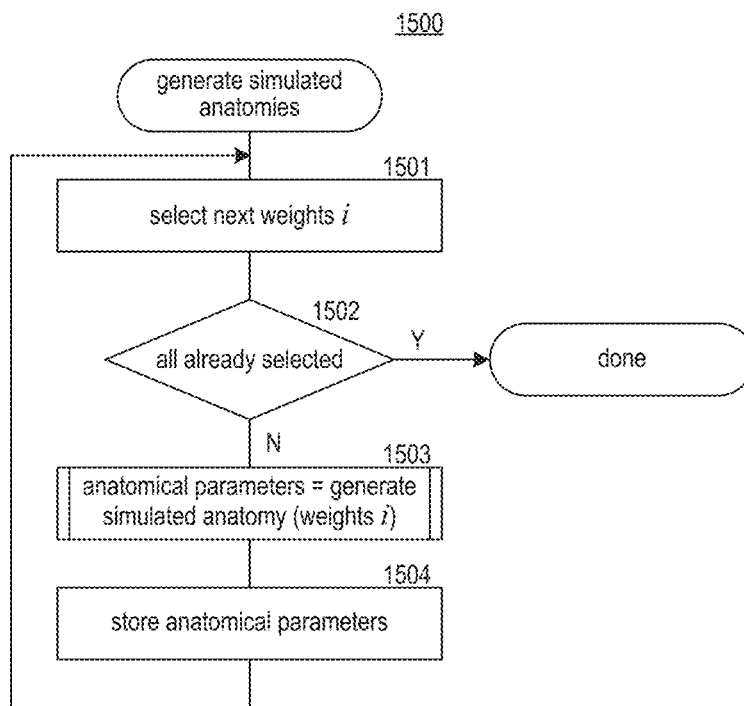 1500
generate simulated
anatomies
1501
select next weights i
1502
all already selected
Y
done
N
1503
anatomical parameters = generate
simulated anatomy (weights i)
1504
store anatomical parameters